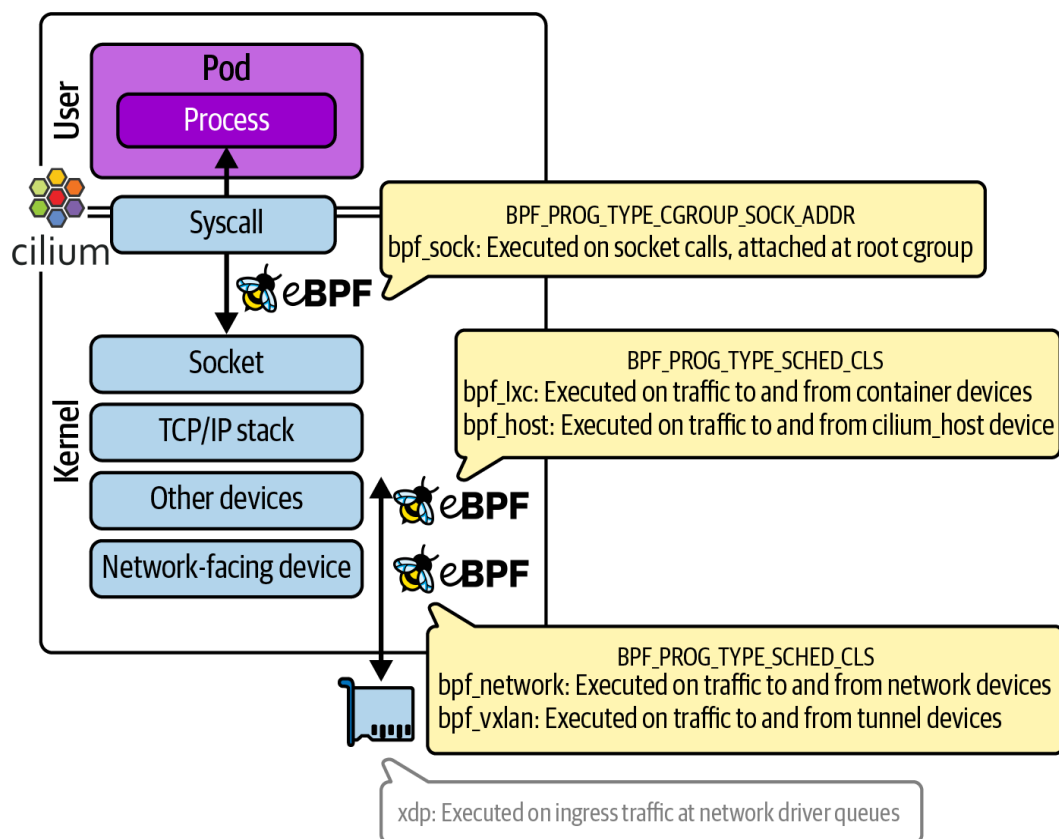 User
Pod
Process
cilium
Syscall
BPF_PROG_TYPE_CGROUP_SOCK_ADDR
bpf_sock: Executed on socket calls, attached at root cgroup
eBPF
Kernel
Socket
TCP/IP stack
Other devices
Network-facing device
BPF_PROG_TYPE_SCHED_CLS
bpf_lxc: Executed on traffic to and from container devices
bpf_host: Executed on traffic to and from cilium_host device
eBPF
eBPF
BPF_PROG_TYPE_SCHED_CLS
bpf_network: Executed on traffic to and from network devices
bpf_vxlan: Executed on traffic to and from tunnel devices
xdp: Executed on ingress traffic at network driver queues